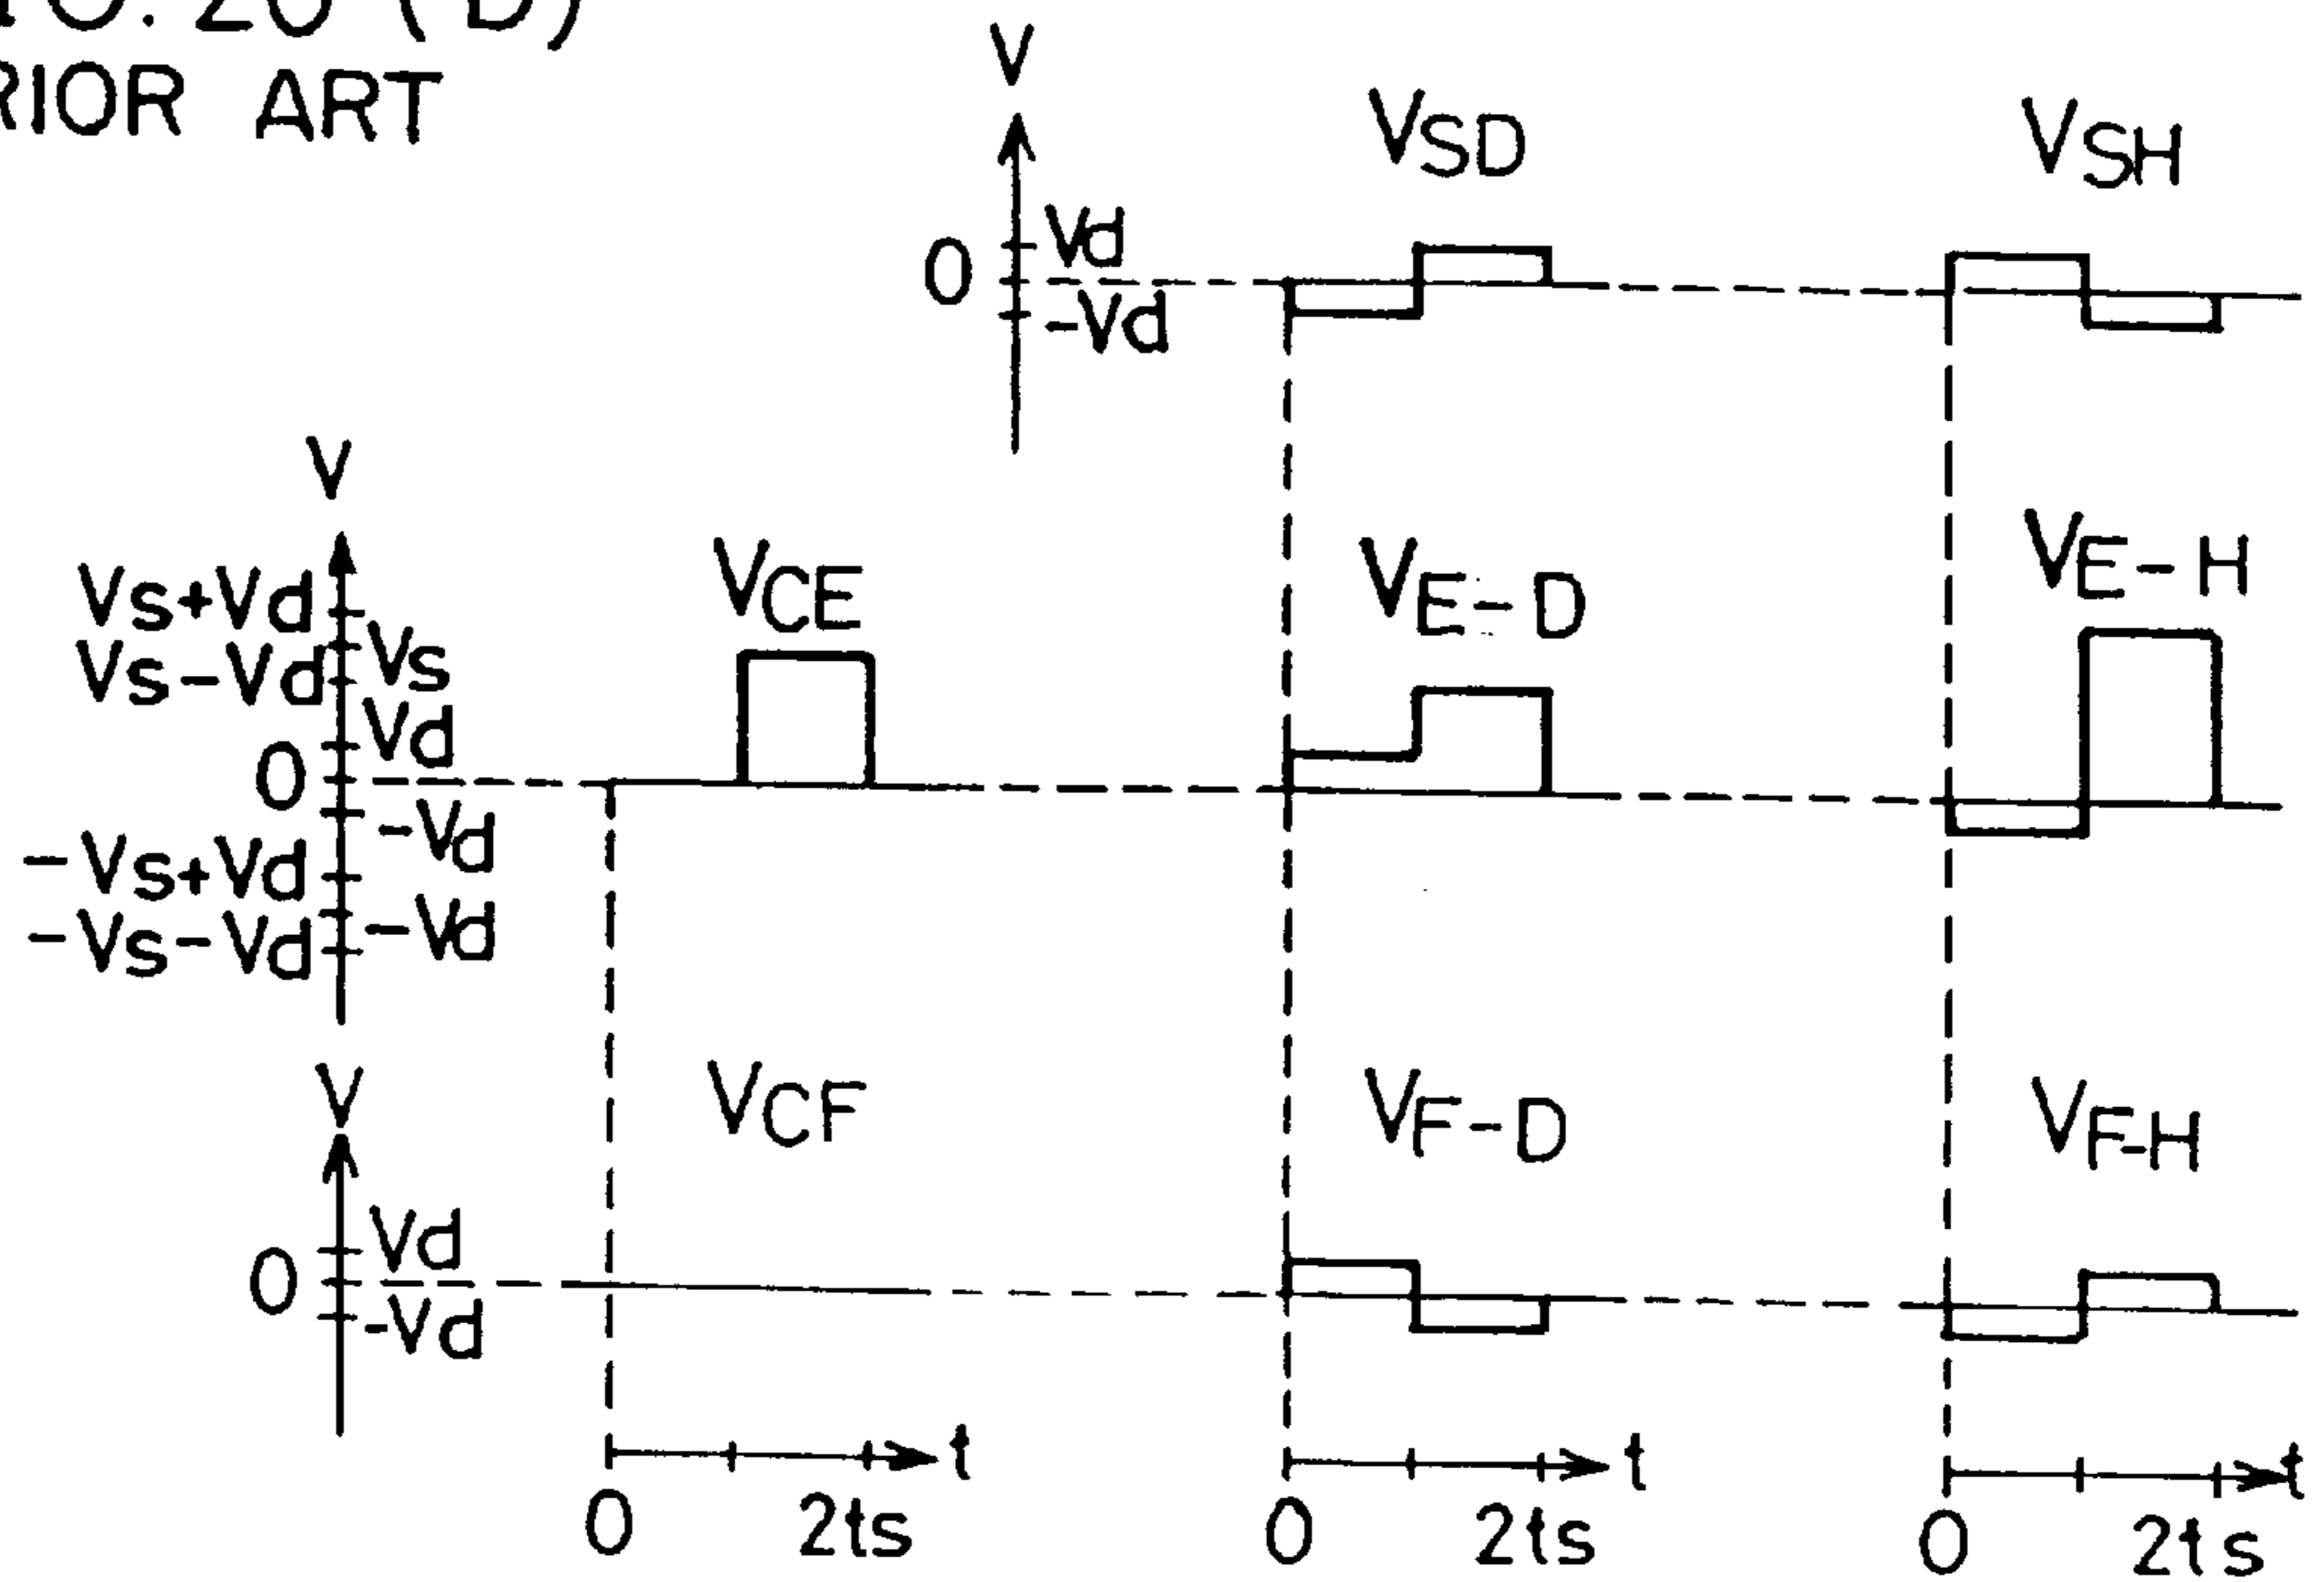 . 20 (
RIOR ART
V
VSD
VSH
Vd
0
-Vd
V
VCE
VE-D
VE-H
Vs+Vd
Vs
Vs-Vd
Vd
0
-Vd
-Vs+Vd
-Vd
-Vs-Vd
V
VCF
VF-D
VF-H
Vd
0
-Vd
t
t
t
0
2ts
0
2ts
0
2ts